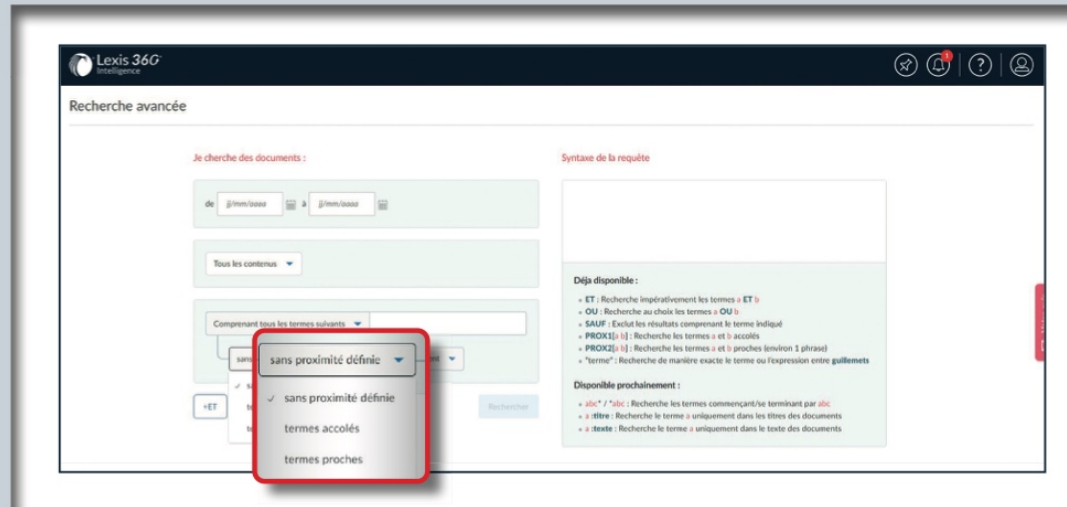 Lexis 360
Intelligence
1
?
Recherche avancée
Je cherche des documents :
de jj/mm/aaaa à jj/mm/aaaa
Tous les contenus
Comprenant tous les termes suivants
sans proximité définie
sans proximité définie
termes accolés
termes proches
+ET
Rechercher
Syntaxe de la requête
Déja disponible :
ET : Recherche impérativement les termes a ET b
OU : Recherche au choix les termes a OU b
SAUF : Exclut les résultats comprenant le terme indiqué
PROX1[a b] : Recherche les termes a et b accolés
PROX2[a b] : Recherche les termes a et b proches (environ 1 phrase)
"terme" : Recherche de manière exacte le terme ou l'expression entre guillemets
Disponible prochainement :
abc* / *abc : Recherche les termes commençant/se terminant par abc
a :titre : Recherche le terme a uniquement dans les titres des documents
a :texte : Recherche le terme a uniquement dans le texte des documents